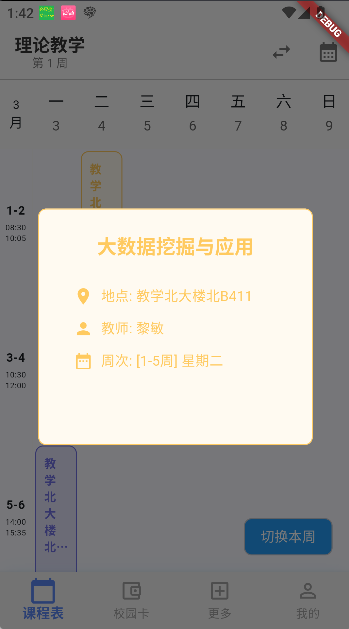 1:42
DEBUG
理论教学
第 1 周
3
月
一 二 三 四 五 六 日
3 4 5 6 7 8 9
教
学
北
1-2
08:30
10:05
大数据挖掘与应用
地点: 教学北大楼北B411
教师: 黎敏
周次: [1-5周] 星期二
3-4
10:30
12:00
教
学
北
大
楼
北…
5-6
14:00
15:35
切换本周
课程表 校园卡 更多 我的